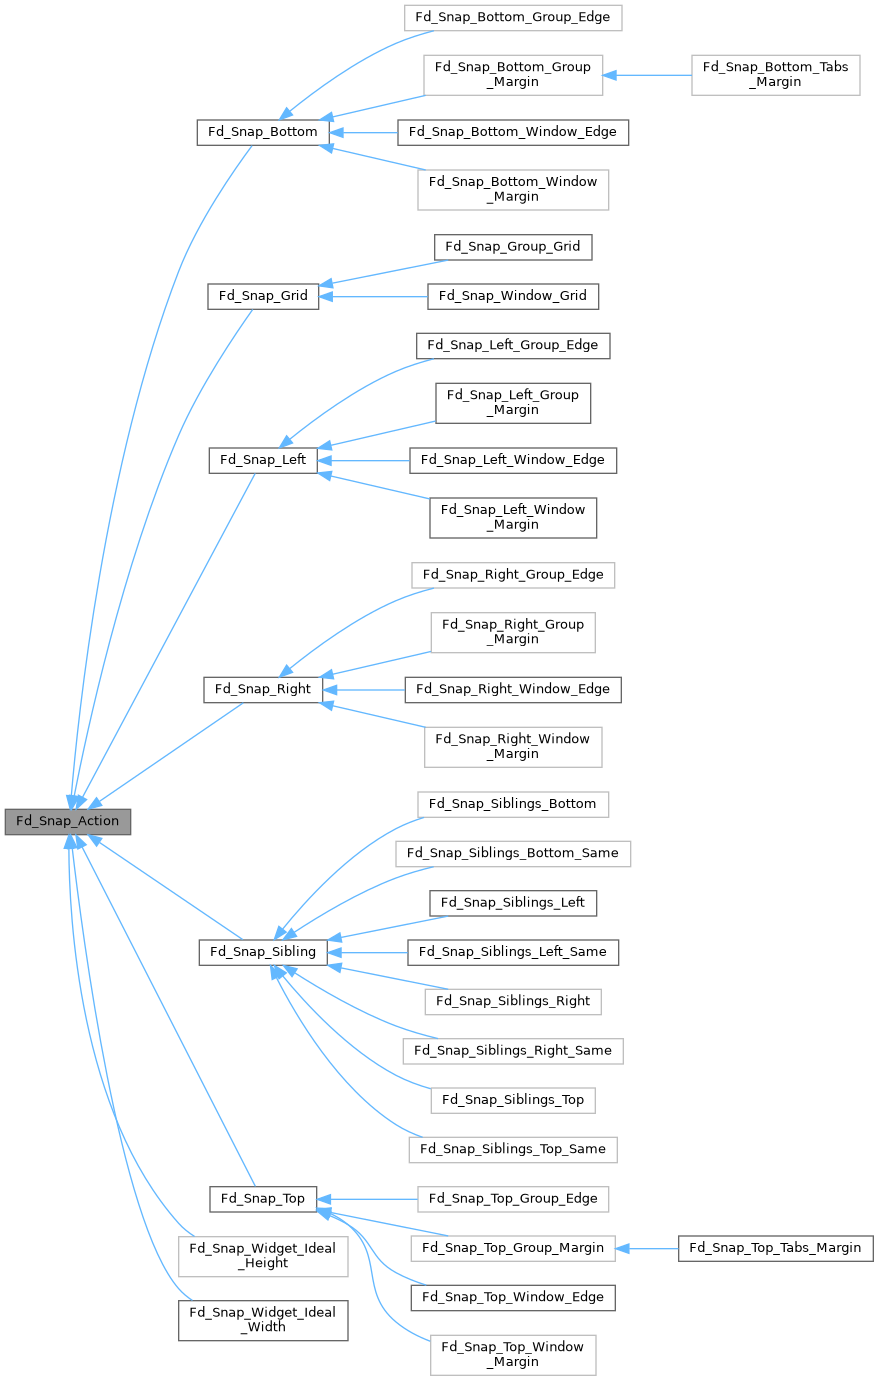 Fd_Snap_Bottom_Group_Edge
Fd_Snap_Bottom_Group
_Margin
Fd_Snap_Bottom_Tabs
_Margin
Fd_Snap_Bottom
Fd_Snap_Bottom_Window_Edge
Fd_Snap_Bottom_Window
_Margin
Fd_Snap_Group_Grid
Fd_Snap_Grid
Fd_Snap_Window_Grid
Fd_Snap_Left_Group_Edge
Fd_Snap_Left_Group
_Margin
Fd_Snap_Left
Fd_Snap_Left_Window_Edge
Fd_Snap_Left_Window
_Margin
Fd_Snap_Right_Group_Edge
Fd_Snap_Right_Group
_Margin
Fd_Snap_Right
Fd_Snap_Right_Window_Edge
Fd_Snap_Right_Window
_Margin
Fd_Snap_Siblings_Bottom
Fd_Snap_Action
Fd_Snap_Siblings_Bottom_Same
Fd_Snap_Siblings_Left
Fd_Snap_Sibling
Fd_Snap_Siblings_Left_Same
Fd_Snap_Siblings_Right
Fd_Snap_Siblings_Right_Same
Fd_Snap_Siblings_Top
Fd_Snap_Siblings_Top_Same
Fd_Snap_Top
Fd_Snap_Top_Group_Edge
Fd_Snap_Widget_Ideal
_Height
Fd_Snap_Top_Group_Margin
Fd_Snap_Top_Tabs_Margin
Fd_Snap_Top_Window_Edge
Fd_Snap_Widget_Ideal
_Width
Fd_Snap_Top_Window
_Margin